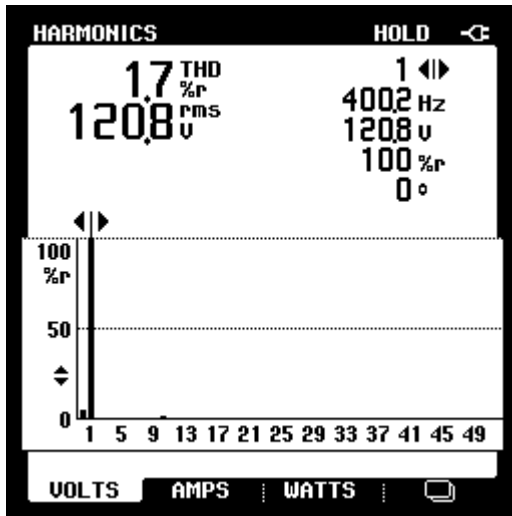 HARMONICS HOLD
1.7 THD %r
120.8 rms V
1
400.2 Hz
120.8 V
100 %r
0 °
100
%r
50
0
1 5 9 13 17 21 25 29 33 37 41 45 49
VOLTS AMPS WATTS